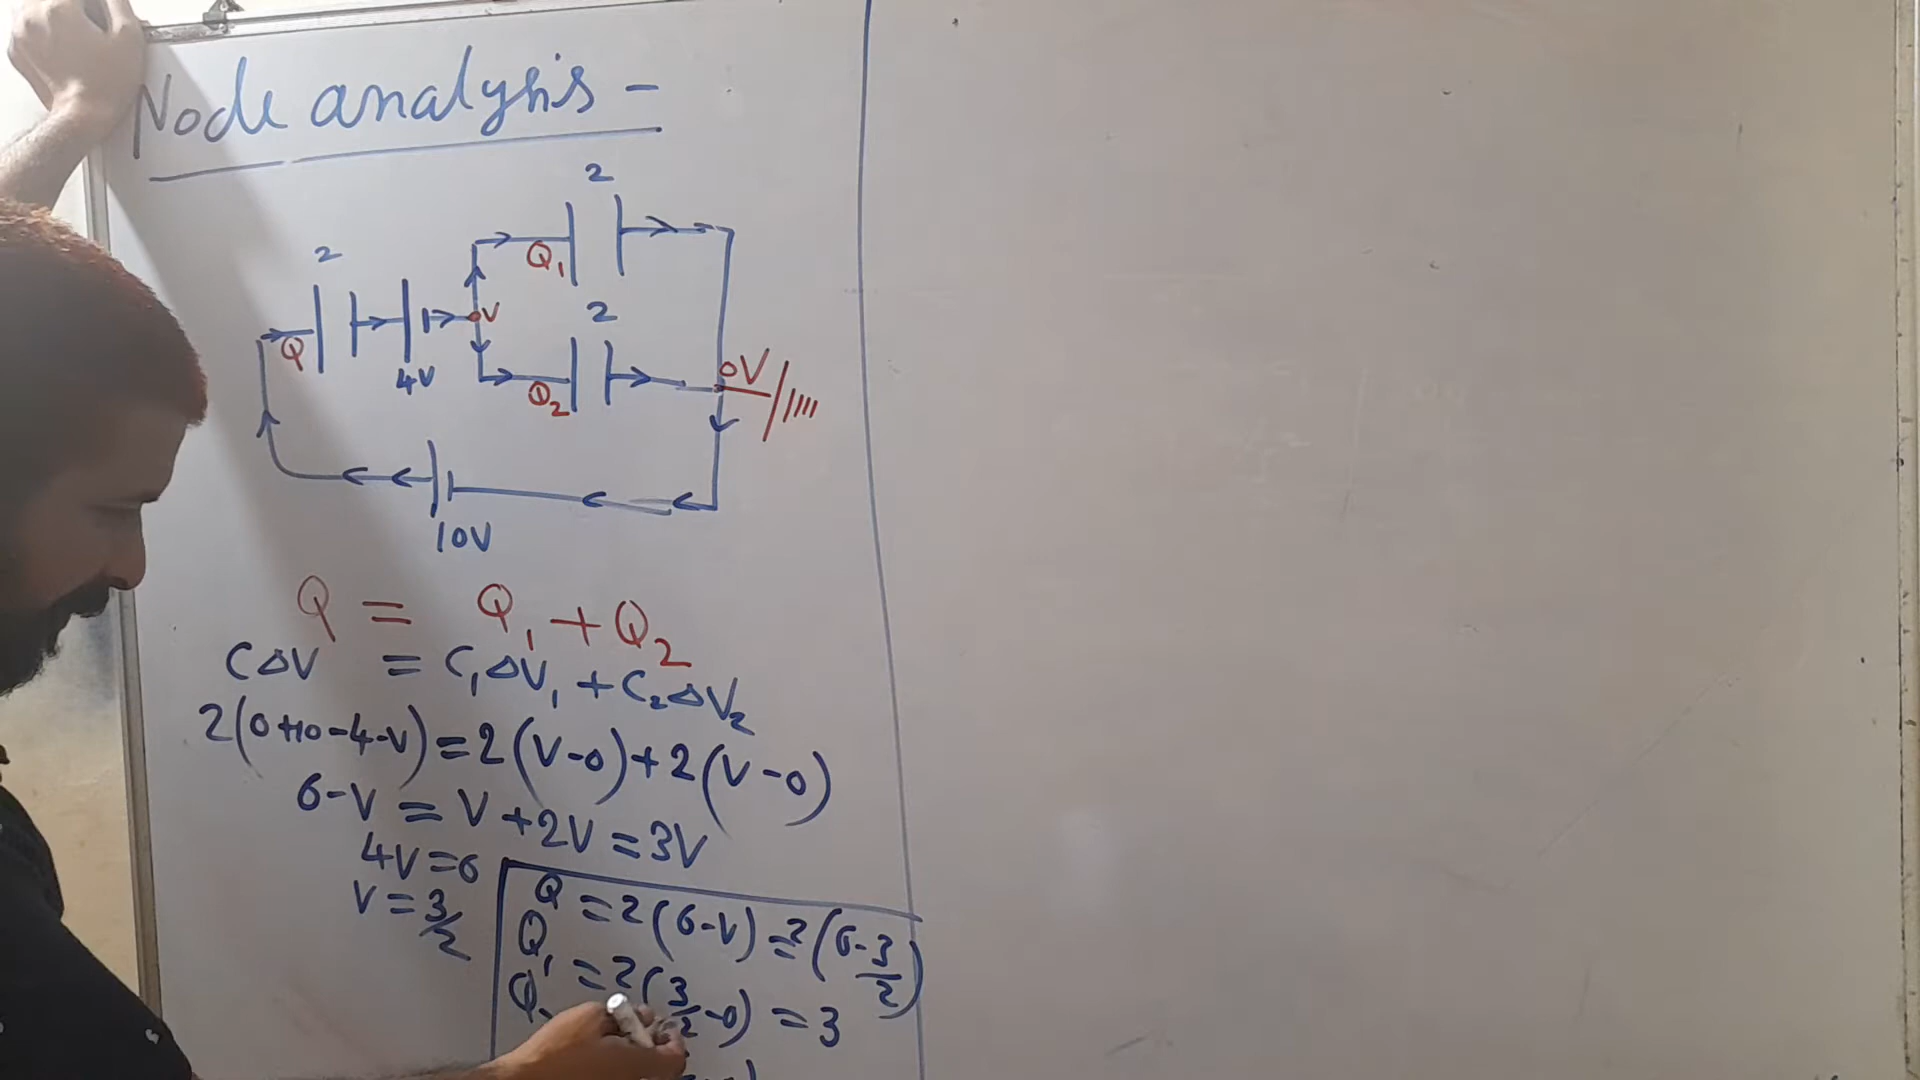 Node analysis -
2
2
Q1
V
2
Q
4V
Q2
0V
10V
Q = Q1 + Q2
CΔV = C1ΔV1 + C2ΔV2
2(0+10-4-V) = 2(V-0) + 2(V-0)
6-V = V + 2V = 3V
4V = 6
V = 3/2
Q = 2(6-V) = 2(6-3/2)
Q1 = 2(3/2-0) = 3